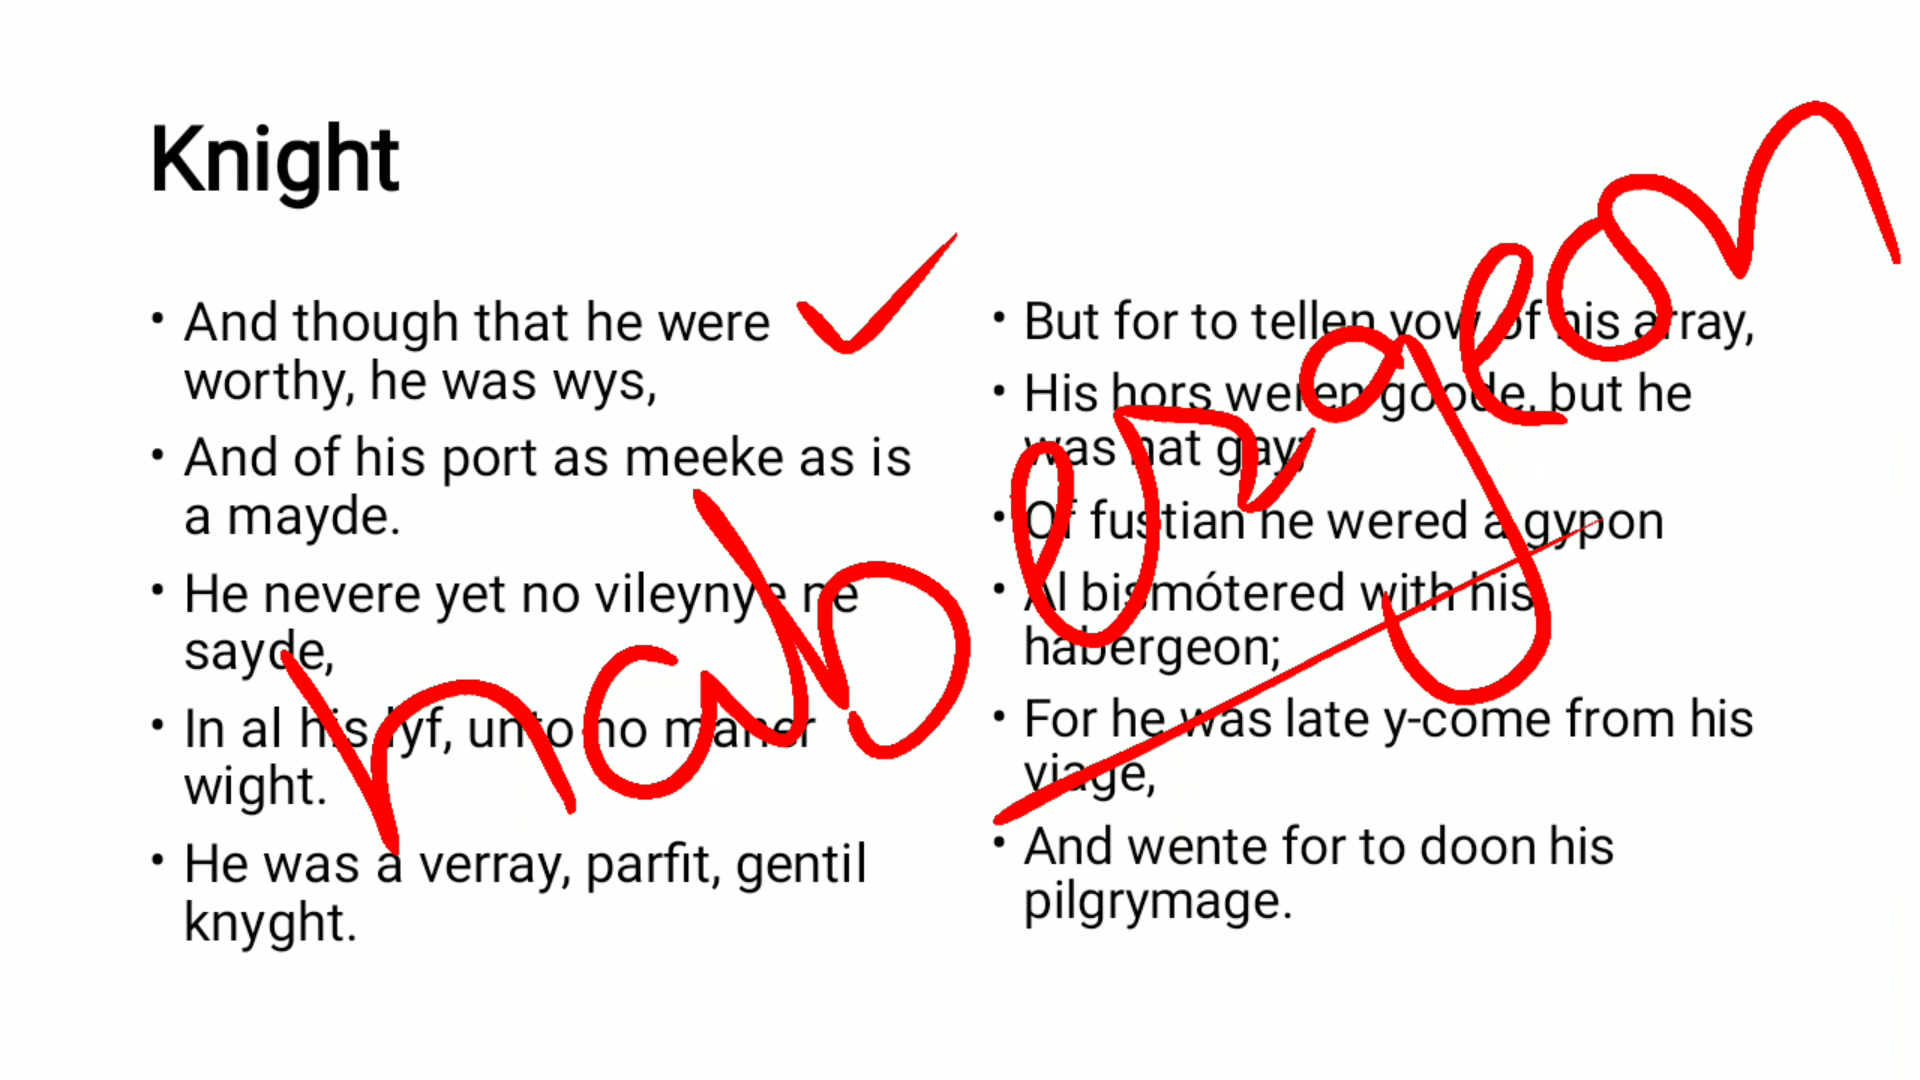 Knight
• And though that he were
worthy, he was wys,
• And of his port as meeke as is
a mayde.
• He nevere yet no vileynye ne
sayde,
• In al his lyf, unto no maner
wight.
• He was a verray, parfit, gentil
knyght.
• But for to tellen yow of his array,
• His hors weren goode, but he
was nat gay;
• Of fustian he wered a gypon
• Al bismótered with his
habergeon;
• For he was late y-come from his
viage,
• And wente for to doon his
pilgrymage.
habergeon